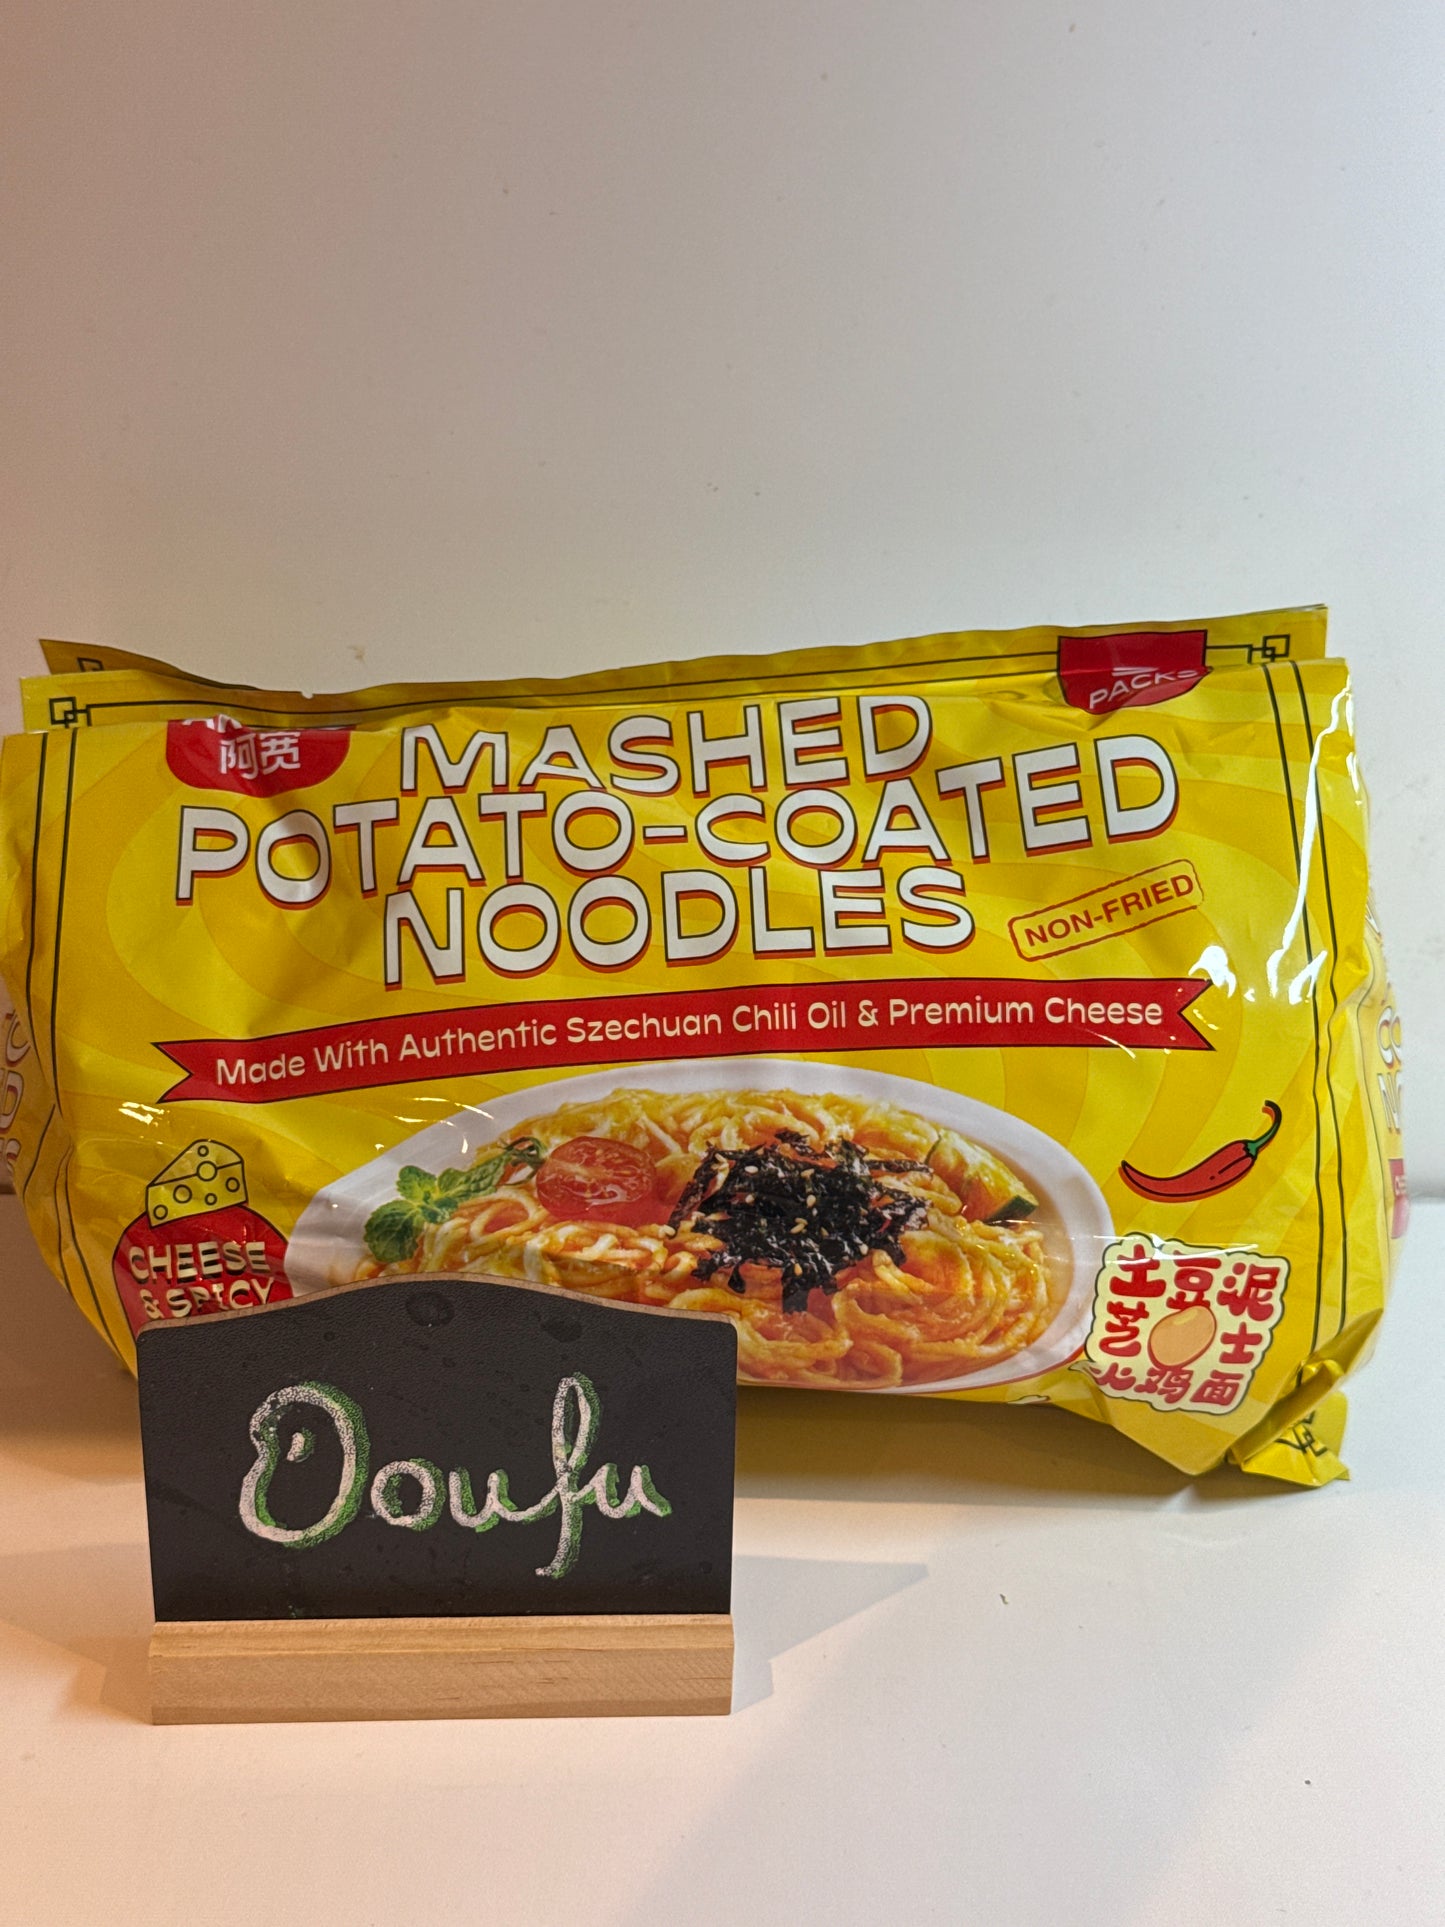 阿宽
PACKS
MASHED
POTATO-COATED
NOODLES
NON-FRIED
Made With Authentic Szechuan Chili Oil & Premium Cheese
CHEESE
& SPICY
土豆泥
芝士
火鸡面
Doufu